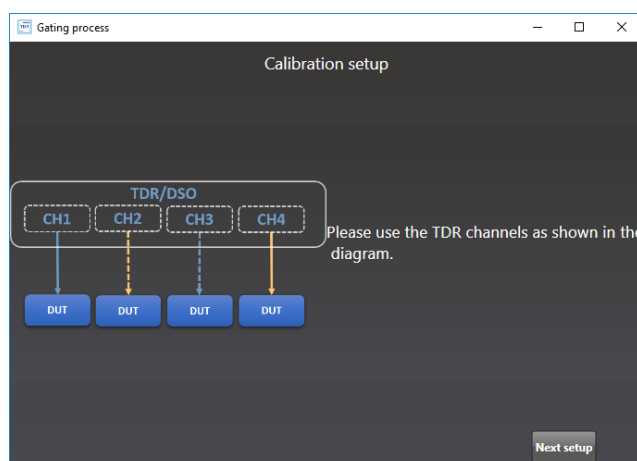 TDR
Gating process
Calibration setup
TDR/DSO
CH1 CH2 CH3 CH4
Please use the TDR channels as shown in the
diagram.
DUT DUT DUT DUT
Next setup